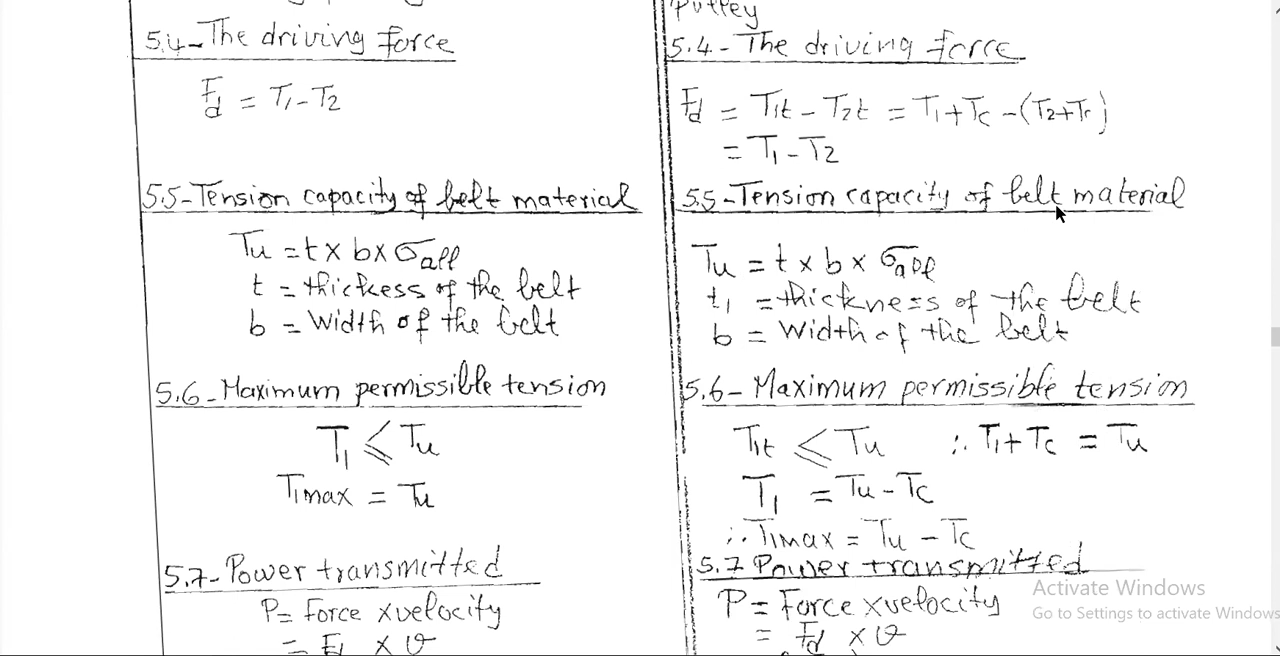 5.4-The driving force
Fd = T1-T2
5.5-Tension capacity of belt material
Tu = t x b x σall
t = thickess of the belt
b = Width of the belt
5.6-Maximum permissible tension
T1 ⩽ Tu
T1max = Tu
5.7-Power transmitted
P= Force x velocity
= Fd x υ
Pulley
5.4-The driving force
Fd = T1t - T2t = T1+Tc -(T2+Tc)
= T1-T2
5.5-Tension capacity of belt material
Tu = t x b x σall
t1 = thickness of the belt
b = Width of the belt
5.6-Maximum permissible tension
T1t ⩽ Tu ∴ T1+Tc = Tu
T1 = Tu-Tc
∴ T1max = Tu - Tc
5.7 Power transmitted
P = Force x velocity
= Fd x υ
Activate Windows
Go to Settings to activate Windows